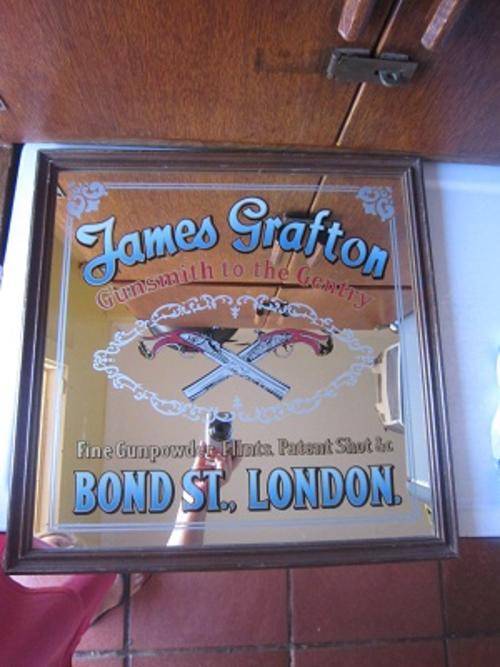 James Grafton
Gunsmith to the Gentry
Fine Gunpowder, Flints, Patent Shot &c
BOND ST., LONDON.